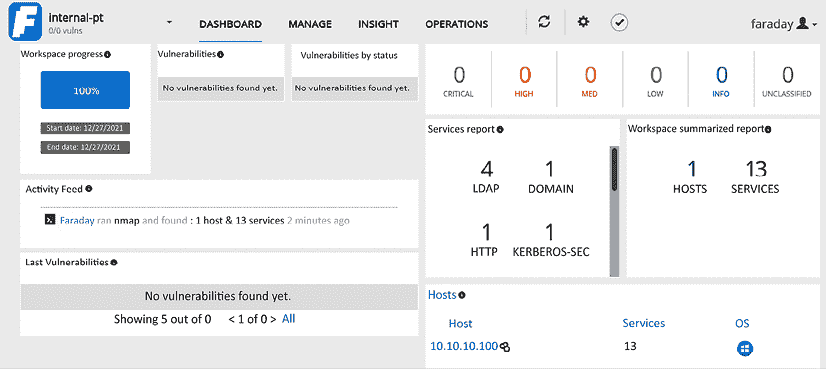 F internal-pt
0/0 vulns
DASHBOARD MANAGE INSIGHT OPERATIONS
faraday
Workspace progress
100%
Start date: 12/27/2021
End date: 12/27/2021
Vulnerabilities
No vulnerabilities found yet.
Vulnerabilities by status
No vulnerabilities found yet.
0 0 0 0 0 0
CRITICAL HIGH MED LOW INFO UNCLASSIFIED
Services report
4 1
LDAP DOMAIN
1 1
HTTP KERBEROS-SEC
Workspace summarized report
1 13
HOSTS SERVICES
Activity Feed
Faraday ran nmap and found : 1 host & 13 services 2 minutes ago
Last Vulnerabilities
No vulnerabilities found yet.
Showing 5 out of 0 < 1 of 0 > All
Hosts
Host Services OS
10.10.10.100 13